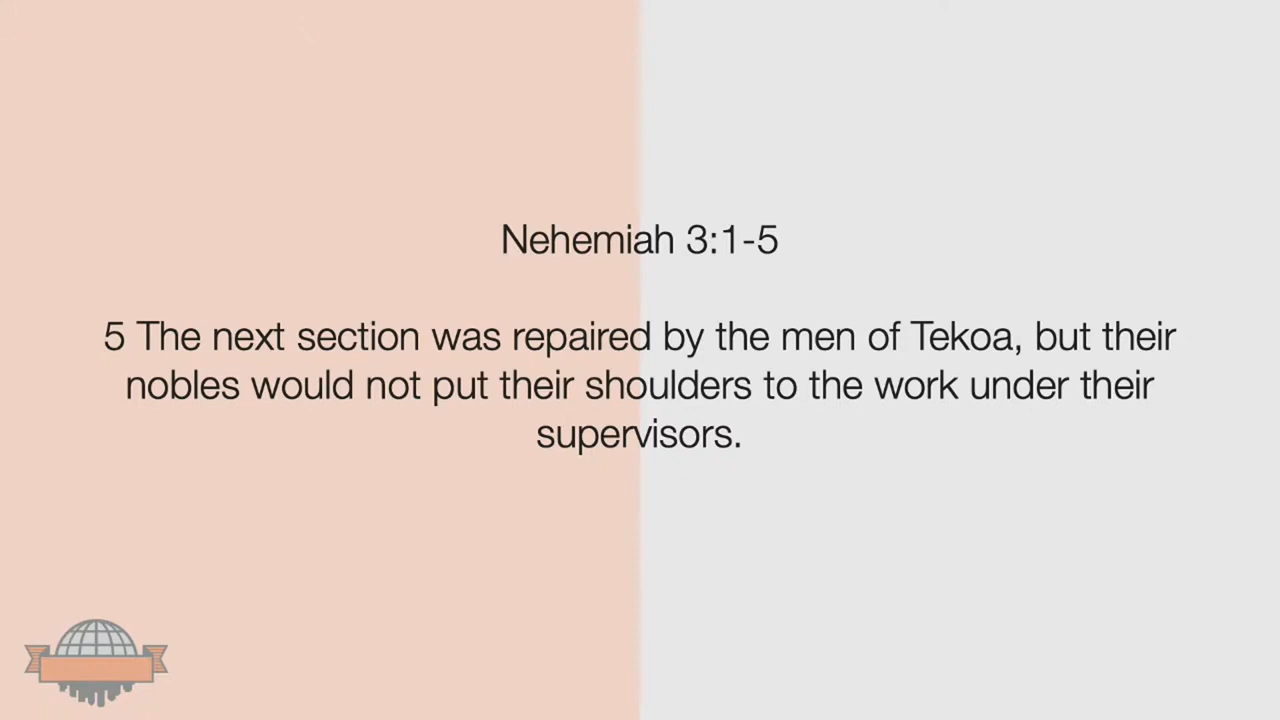 Nehemiah 3:1-5
5 The next section was repaired by the men of Tekoa, but their
nobles would not put their shoulders to the work under their
supervisors.